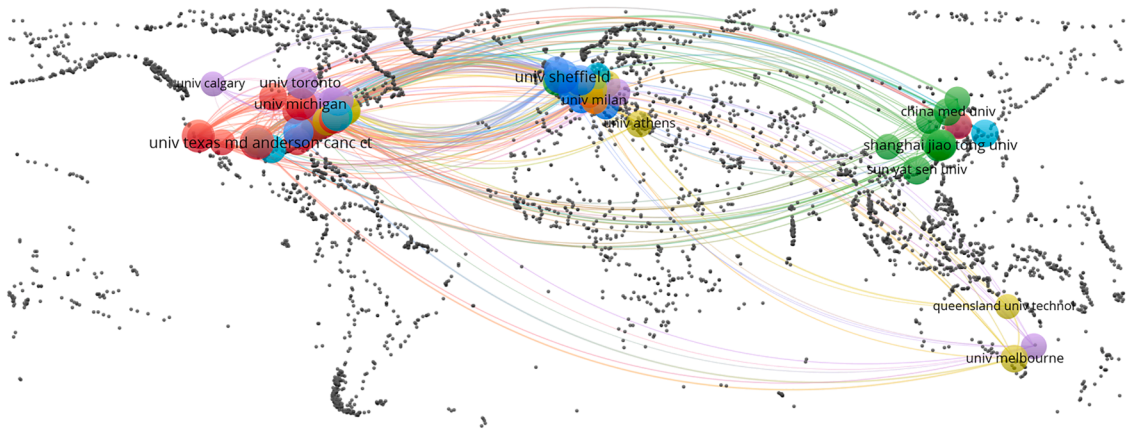 univ sheffield
univ calgary
univ toronto
univ milan
univ michigan
china med univ
univ athens
univ texas md anderson canc ct
shanghai jiao tong univ
sun yat sen univ
queensland univ technol
univ melbourne